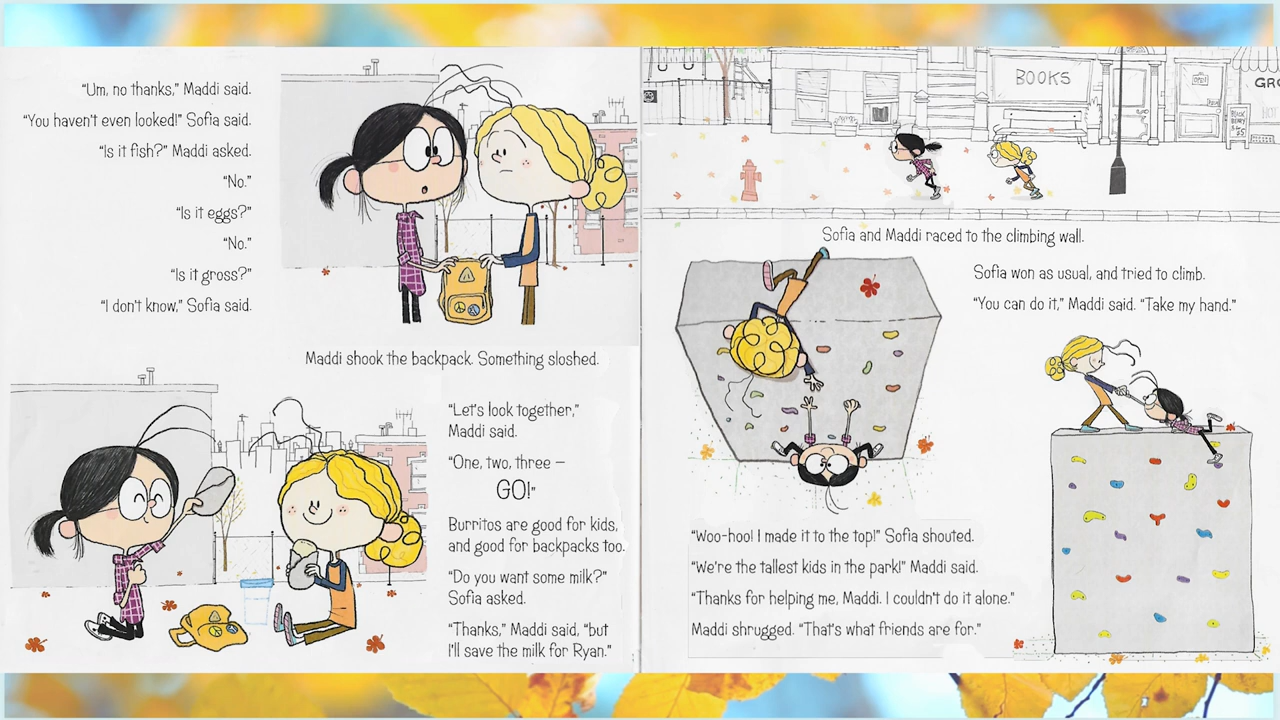 "Um, no thanks," Maddi said.
"You haven't even looked!" Sofia said.
"Is it fish?" Maddi asked.
"No."
"Is it eggs?"
"No."
"Is it gross?"
"I don't know," Sofia said.
Maddi shook the backpack. Something sloshed.
"Let's look together,"
Maddi said.
"One, two, three –
GO!"
Burritos are good for kids,
and good for backpacks too.
"Do you want some milk?"
Sofia asked.
"Thanks," Maddi said, "but
I'll save the milk for Ryan."
BOOKS
GRO
Sofia and Maddi raced to the climbing wall.
Sofia won as usual, and tried to climb.
"You can do it," Maddi said. "Take my hand."
"Woo-hoo! I made it to the top!" Sofia shouted.
"We're the tallest kids in the park!" Maddi said.
"Thanks for helping me, Maddi. I couldn't do it alone."
Maddi shrugged. "That's what friends are for."